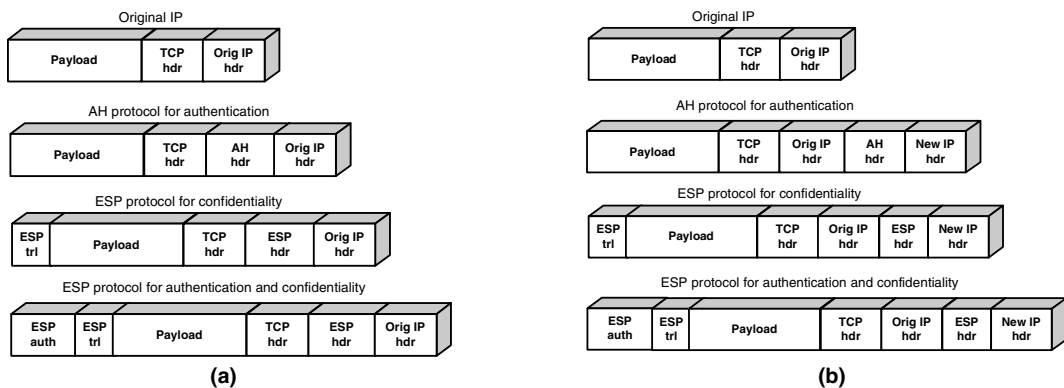 Original IP
Payload
TCP
hdr
Orig IP
hdr
AH protocol for authentication
Payload
TCP
hdr
AH
hdr
Orig IP
hdr
ESP protocol for confidentiality
ESP
trl
Payload
TCP
hdr
ESP
hdr
Orig IP
hdr
ESP protocol for authentication and confidentiality
ESP
auth
ESP
trl
Payload
TCP
hdr
ESP
hdr
Orig IP
hdr
(a)
Original IP
Payload
TCP
hdr
Orig IP
hdr
AH protocol for authentication
Payload
TCP
hdr
Orig IP
hdr
AH
hdr
New IP
hdr
ESP protocol for confidentiality
ESP
trl
Payload
TCP
hdr
Orig IP
hdr
ESP
hdr
New IP
hdr
ESP protocol for authentication and confidentiality
ESP
auth
ESP
trl
Payload
TCP
hdr
Orig IP
hdr
ESP
hdr
New IP
hdr
(b)